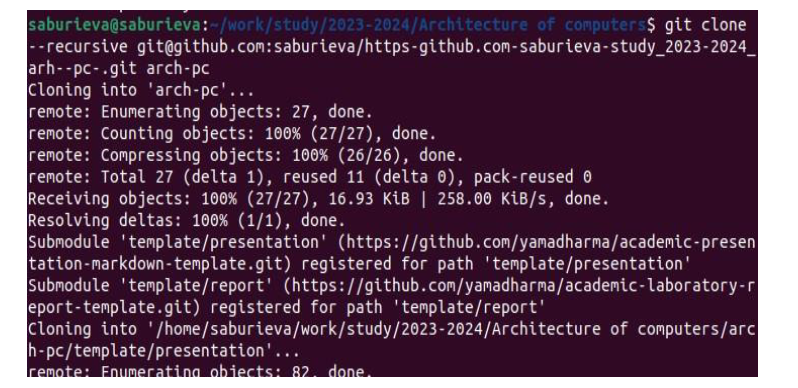 saburieva@saburieva:~/work/study/2023-2024/Architecture of computers$ git clone
--recursive git@github.com:saburieva/https-github.com-saburieva-study_2023-2024_
arh--pc-.git arch-pc
Cloning into 'arch-pc'...
remote: Enumerating objects: 27, done.
remote: Counting objects: 100% (27/27), done.
remote: Compressing objects: 100% (26/26), done.
remote: Total 27 (delta 1), reused 11 (delta 0), pack-reused 0
Receiving objects: 100% (27/27), 16.93 KiB | 258.00 KiB/s, done.
Resolving deltas: 100% (1/1), done.
Submodule 'template/presentation' (https://github.com/yamadharma/academic-presen
tation-markdown-template.git) registered for path 'template/presentation'
Submodule 'template/report' (https://github.com/yamadharma/academic-laboratory-r
eport-template.git) registered for path 'template/report'
Cloning into '/home/saburieva/work/study/2023-2024/Architecture of computers/arc
h-pc/template/presentation'...
remote: Enumerating objects: 82, done.